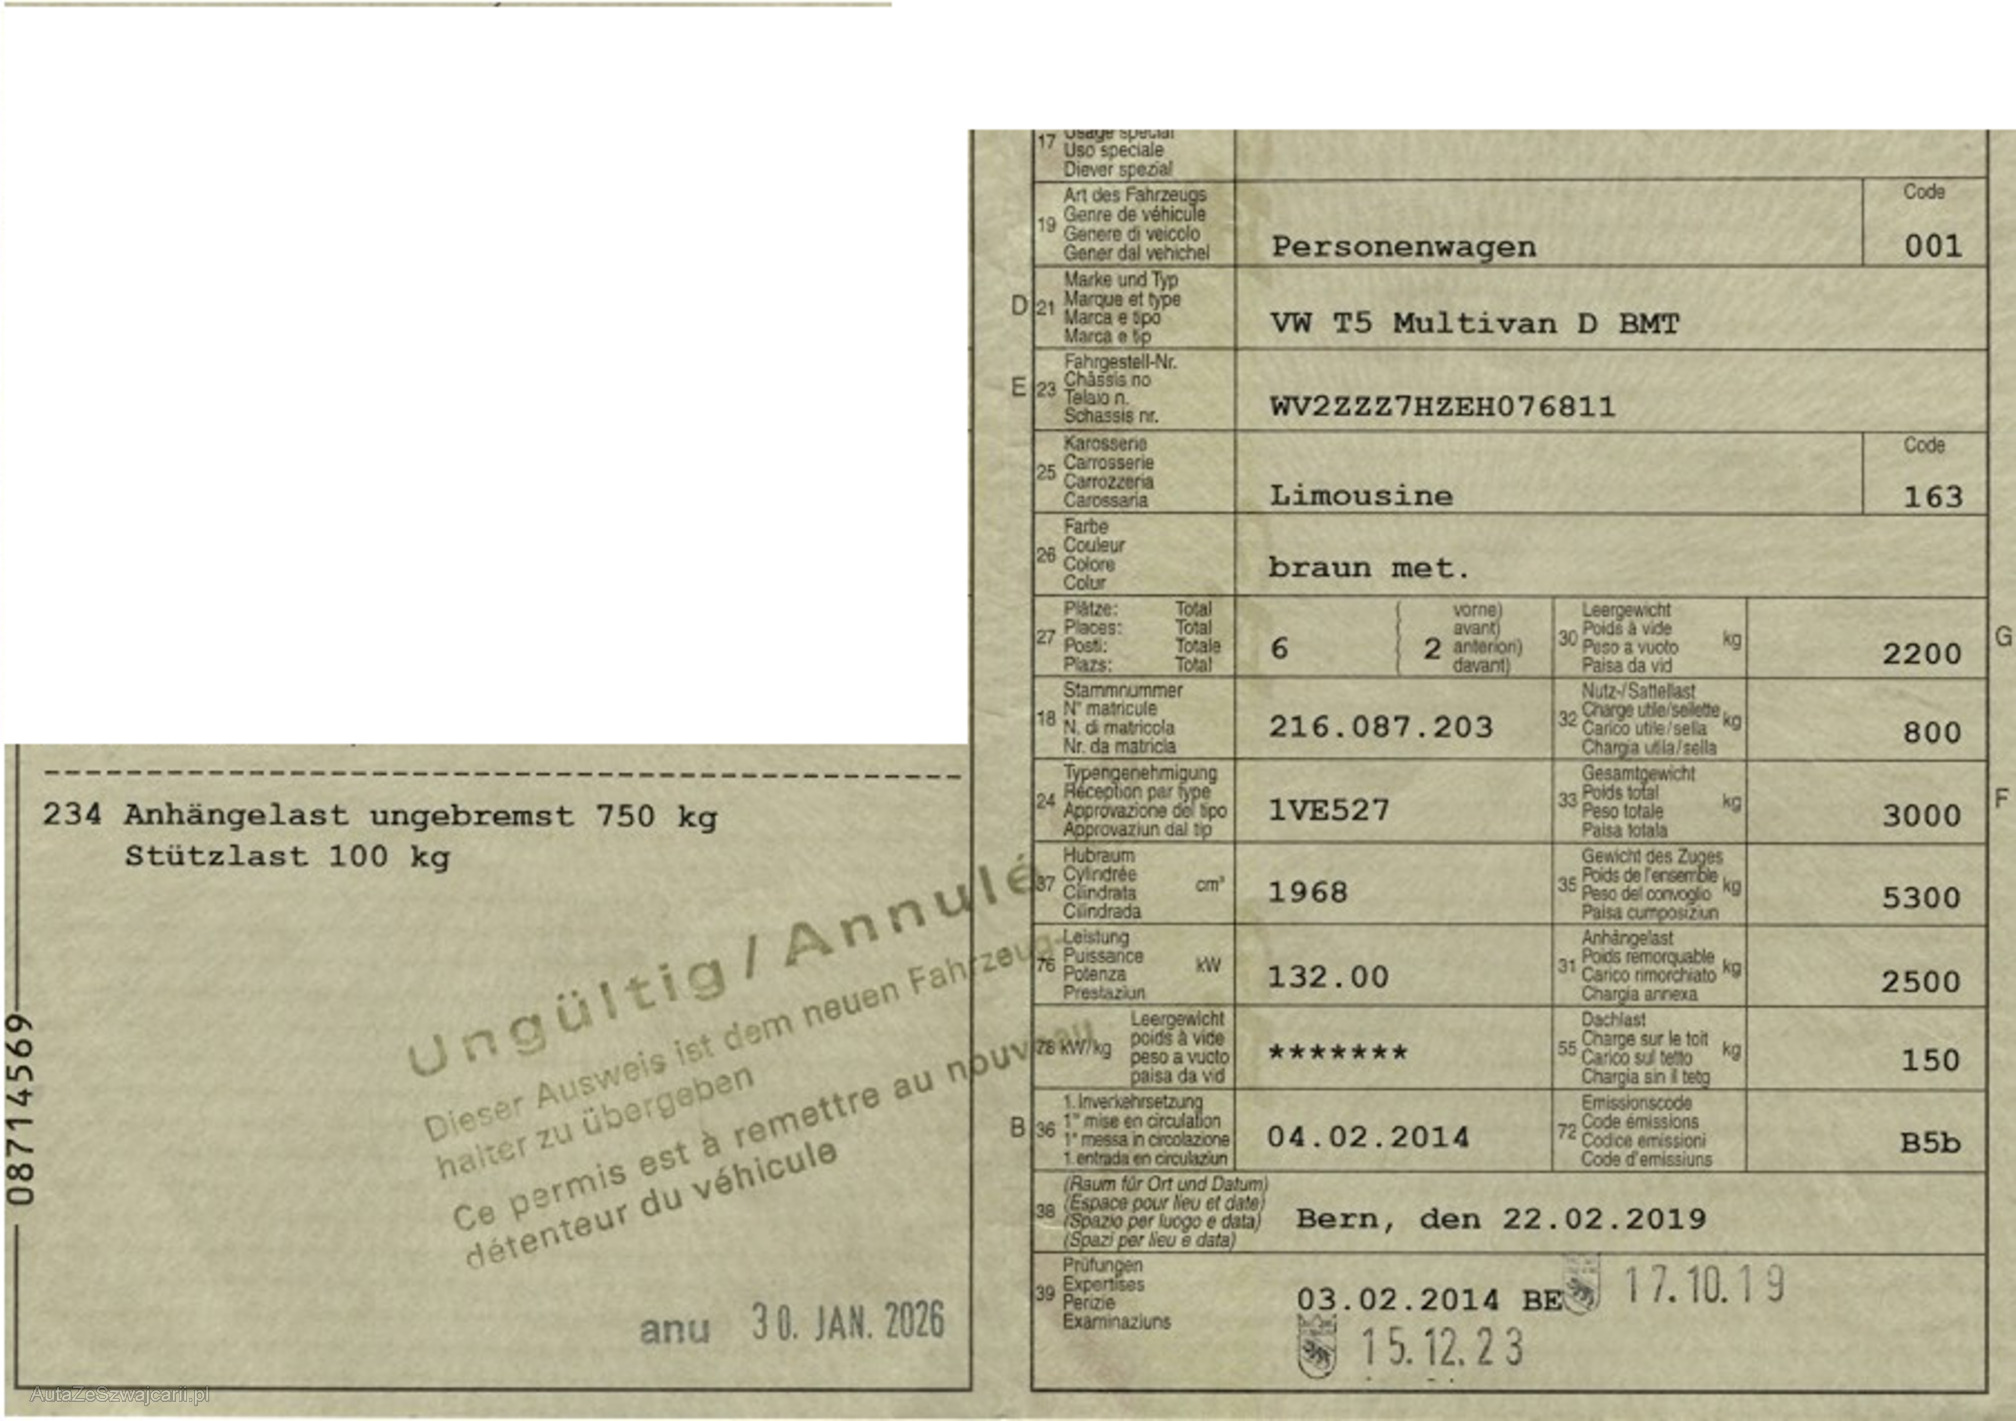 234 Anhängelast ungebremst 750 kg
Stützlast 100 kg
Ungültig/Annulé
Dieser Ausweis ist dem neuen Fahrzeug-
halter zu übergeben
Ce permis est à remettre au nouveau
détenteur du véhicule
anu 30. JAN. 2026
087145569
AutaZeSzwajcarii.pl
17 Usage spécial
Uso speciale
Diever spezial
19 Art des Fahrzeugs
Genre de véhicule
Genere di veicolo
Gener dal vehichel
Personenwagen
Code
001
D 21 Marke und Typ
Marque et type
Marca e tipo
Marca e tip
VW T5 Multivan D BMT
E 23 Fahrgestell-Nr.
Châssis no
Telaio n.
Schassis nr.
WV2ZZZ7HZEH076811
25 Karosserie
Carrosserie
Carrozzeria
Carossaria
Limousine
Code
163
26 Farbe
Couleur
Colore
Colur
braun met.
27 Plätze: Total
Places: Total
Posti: Totale
Plazs: Total
6
2
vorne)
avant)
anteriori)
davant)
30 Leergewicht
Poids à vide
Peso a vuoto
Paisa da vid
kg
2200
G
18 Stammnummer
N° matricule
N. di matricola
Nr. da matricla
216.087.203
32 Nutz-/Sattellast
Charge utile/sellette
Carico utile/sella
Chargia utila/sella
kg
800
24 Typengenehmigung
Réception par type
Approvazione del tipo
Approvaziun dal tip
1VE527
33 Gesamtgewicht
Poids total
Peso totale
Paisa totala
kg
3000
F
37 Hubraum
Cylindrée
Cilindrata
Cilindrada
cm³
1968
35 Gewicht des Zuges
Poids de l'ensemble
Peso del convoglio
Paisa cumposiziun
kg
5300
76 Leistung
Puissance
Potenza
Prestaziun
kW
132.00
31 Anhängelast
Poids remorquable
Carico rimorchiato
Chargia annexa
kg
2500
78 kW/kg
Leergewicht
poids à vide
peso a vuoto
paisa da vid
*******
55 Dachlast
Charge sur le toit
Carico sul tetto
Chargia sin il tetg
kg
150
B 36 1. Inverkehrsetzung
1re mise en circulation
1a messa in circolazione
1. entrada en circulaziun
04.02.2014
72 Emissionscode
Code émissions
Codice emissioni
Code d'emissiuns
B5b
38 (Raum für Ort und Datum)
(Espace pour lieu et date)
(Spazio per luogo e data)
(Spazi per lieu e data)
Bern, den 22.02.2019
39 Prüfungen
Expertises
Perizie
Examinaziuns
03.02.2014 BE
17.10.19
15.12.23